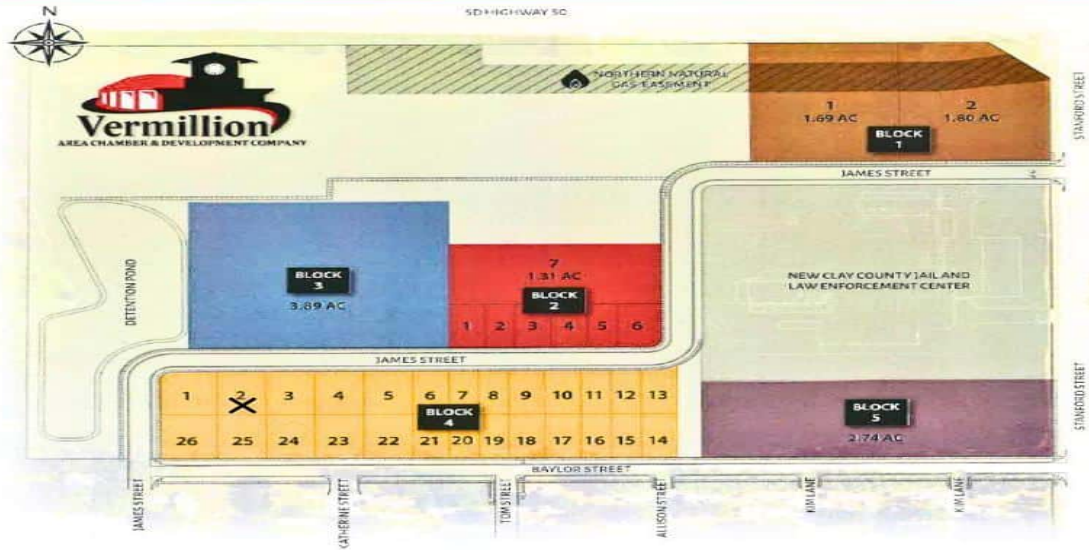 N
SD HIGHWAY 50
Vermillion
AREA CHAMBER & DEVELOPMENT COMPANY
NORTHERN NATURAL
GAS EASEMENT
1
1.69 AC
2
1.80 AC
BLOCK
1
STANFORD STREET
JAMES STREET
DETENTION POND
BLOCK
3
3.89 AC
7
1.31 AC
BLOCK
2
1 2 3 4 5 6
NEW CLAY COUNTY JAIL AND
LAW ENFORCEMENT CENTER
JAMES STREET
1 2 3 4 5 6 7 8 9 10 11 12 13
BLOCK
4
26 25 24 23 22 21 20 19 18 17 16 15 14
BLOCK
5
2.74 AC
STANFORD STREET
BAYLOR STREET
JAMES STREET
CATHERINE STREET
TOM STREET
ALLISON STREET
KIM LANE
KIM LANE